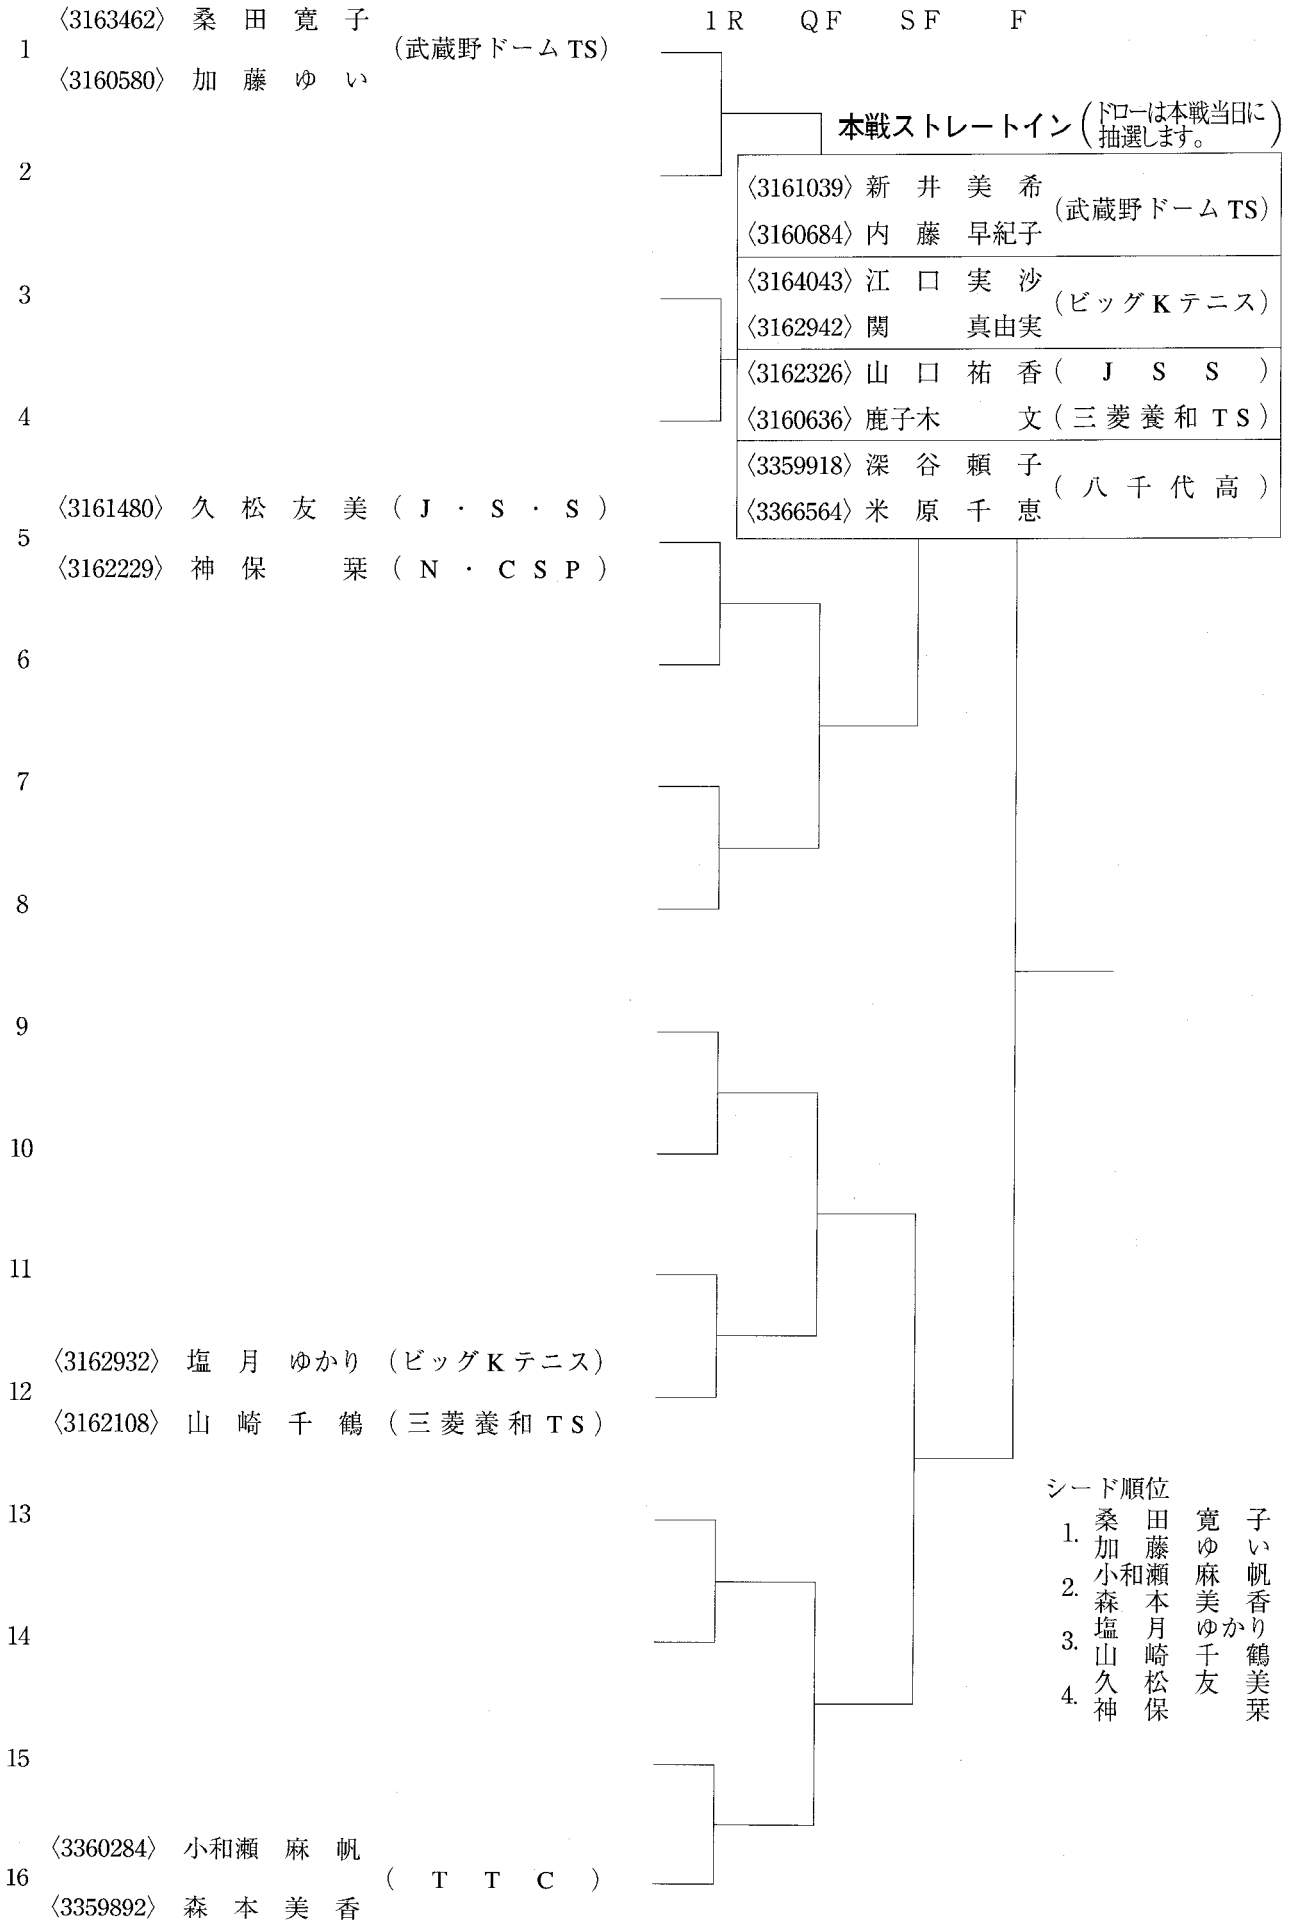 1R QF SF F
〈3163462〉 桑田寛子
1 (武蔵野ドームTS)
〈3160580〉 加藤ゆい
2
3
4
〈3161480〉 久松友美 (J・S・S)
5
〈3162229〉 神保 栞 (N・CSP)
6
7
8
9
10
11
〈3162932〉 塩月ゆかり (ビッグKテニス)
12
〈3162108〉 山崎千鶴 (三菱養和TS)
13
14
15
〈3360284〉 小和瀬麻帆
16 (TTC)
〈3359892〉 森本美香
本戦ストレートイン (ドローは本戦当日に
抽選します。)
〈3161039〉 新井美希
(武蔵野ドームTS)
〈3160684〉 内藤早紀子
〈3164043〉 江口実沙
(ビッグKテニス)
〈3162942〉 関 真由実
〈3162326〉 山口祐香 (JSS)
〈3160636〉 鹿子木 文 (三菱養和TS)
〈3359918〉 深谷頼子
(八千代高)
〈3366564〉 米原千恵
シード順位
1. 桑田寛子
加藤ゆい
2. 小和瀬麻帆
森本美香
3. 塩月ゆかり
山崎千鶴
4. 久松友美
神保 栞